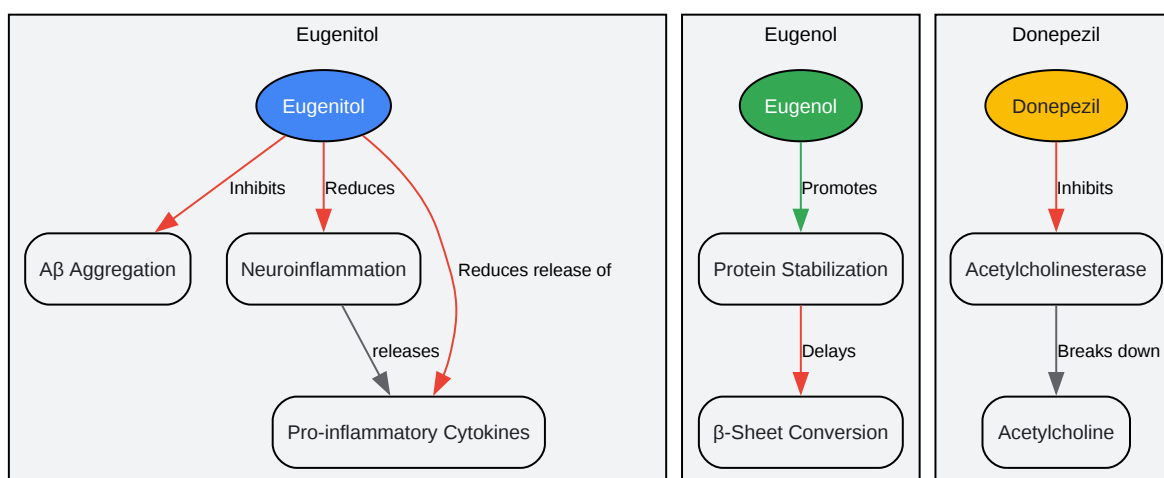 Eugenitol
Eugenitol
Inhibits
Reduces
Aβ Aggregation
Neuroinflammation
Reduces release of
releases
Pro-inflammatory Cytokines
Eugenol
Eugenol
Promotes
Protein Stabilization
Delays
β-Sheet Conversion
Donepezil
Donepezil
Inhibits
Acetylcholinesterase
Breaks down
Acetylcholine